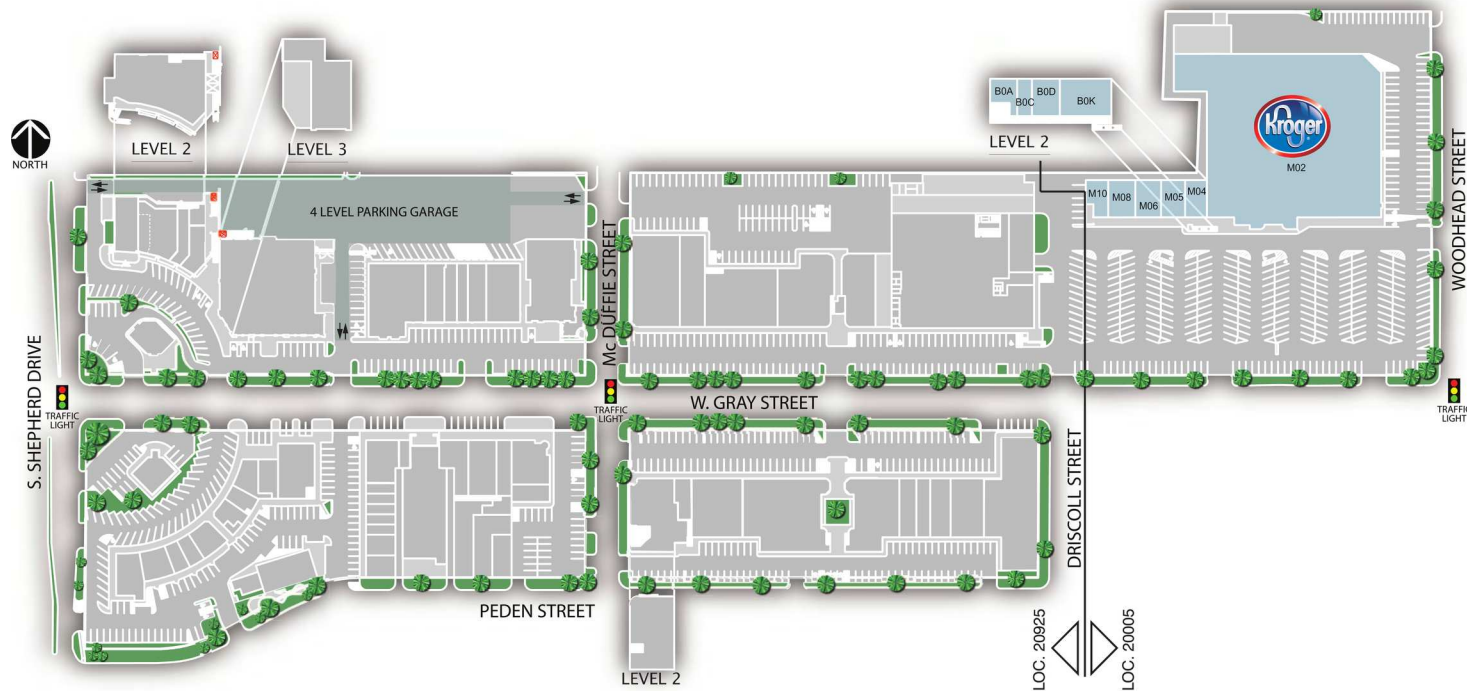 LEVEL 2
LEVEL 3
NORTH
4 LEVEL PARKING GARAGE
B0A
B0C
B0D
B0K
LEVEL 2
Kroger
M02
M10
M08
M06
M05
M04
WOODHEAD STREET
Mc DUFFIE STREET
S. SHEPHERD DRIVE
TRAFFIC
LIGHT
TRAFFIC
LIGHT
W. GRAY STREET
TRAFFIC
LIGHT
DRISCOLL STREET
PEDEN STREET
LEVEL 2
LOC. 20925
LOC. 20005